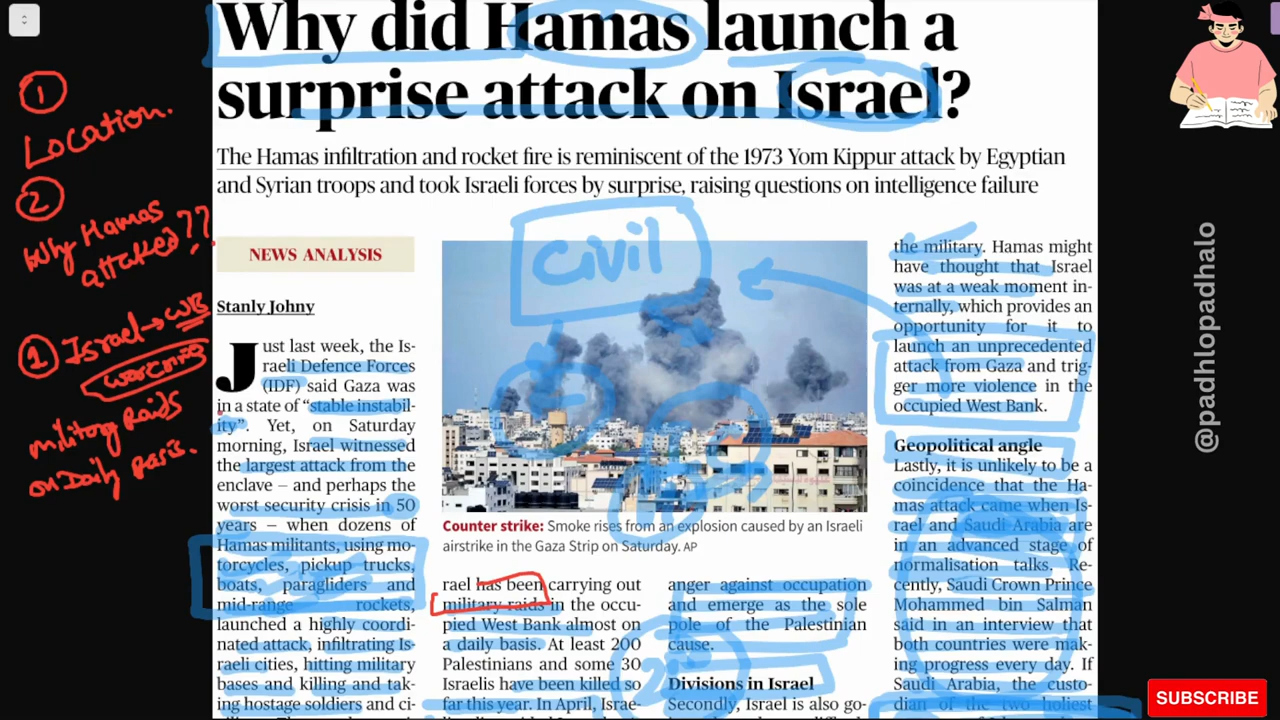 Why did Hamas launch a
surprise attack on Israel?
The Hamas infiltration and rocket fire is reminiscent of the 1973 Yom Kippur attack by Egyptian
and Syrian troops and took Israeli forces by surprise, raising questions on intelligence failure
1
Location.
2
Why Hamas
attaked??
1 Israel → WB
worcning
military Raids
on Daily Basis.
NEWS ANALYSIS
Stanly Johny
Just last week, the Is-
raeli Defence Forces
(IDF) said Gaza was
in a state of “stable instabil-
ity”. Yet, on Saturday
morning, Israel witnessed
the largest attack from the
enclave — and perhaps the
worst security crisis in 50
years — when dozens of
Hamas militants, using mo-
torcycles, pickup trucks,
boats, paragliders and
mid-range rockets,
launched a highly coordi-
nated attack, infiltrating Is-
raeli cities, hitting military
bases and killing and tak-
ing hostage soldiers and ci-
Civil
Counter strike: Smoke rises from an explosion caused by an Israeli
airstrike in the Gaza Strip on Saturday. AP
rael has been carrying out
military raids in the occu-
pied West Bank almost on
a daily basis. At least 200
Palestinians and some 30
Israelis have been killed so
far this year. In April, Israe-
anger against occupation
and emerge as the sole
pole of the Palestinian
cause.
2nd
Divisions in Israel
Secondly, Israel is also go-
the military. Hamas might
have thought that Israel
was at a weak moment in-
ternally, which provides an
opportunity for it to
launch an unprecedented
attack from Gaza and trig-
ger more violence in the
occupied West Bank.
Geopolitical angle
Lastly, it is unlikely to be a
coincidence that the Ha-
mas attack came when Is-
rael and Saudi Arabia are
in an advanced stage of
normalisation talks. Re-
cently, Saudi Crown Prince
Mohammed bin Salman
said in an interview that
both countries were mak-
ing progress every day. If
Saudi Arabia, the custo-
dian of the two holiest
@padhlopadhalo
SUBSCRIBE